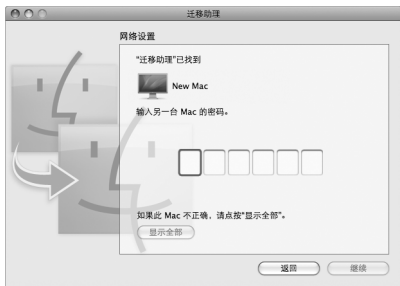 迁移助理
网络设置
“迁移助理”已找到
New Mac
输入另一台 Mac 的密码。
如果此 Mac 不正确，请点按“显示全部”。
显示全部
返回
继续